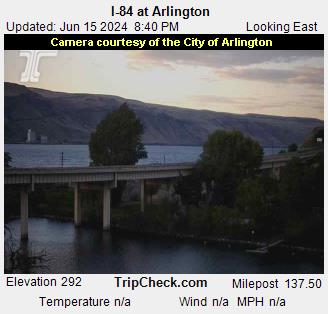 I-84 at Arlington
Updated: Jun 15 2024 8:40 PM Looking East
Camera courtesy of the City of Arlington
Elevation 292 TripCheck.com Milepost 137.50
Temperature n/a Wind n/a MPH n/a